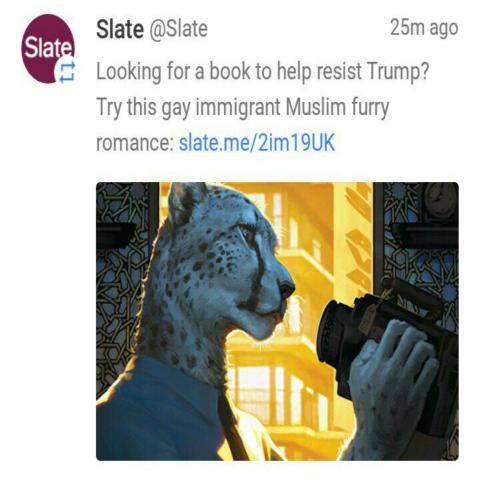 Slate
Slate @Slate 25m ago
Looking for a book to help resist Trump?
Try this gay immigrant Muslim furry
romance: slate.me/2im19UK